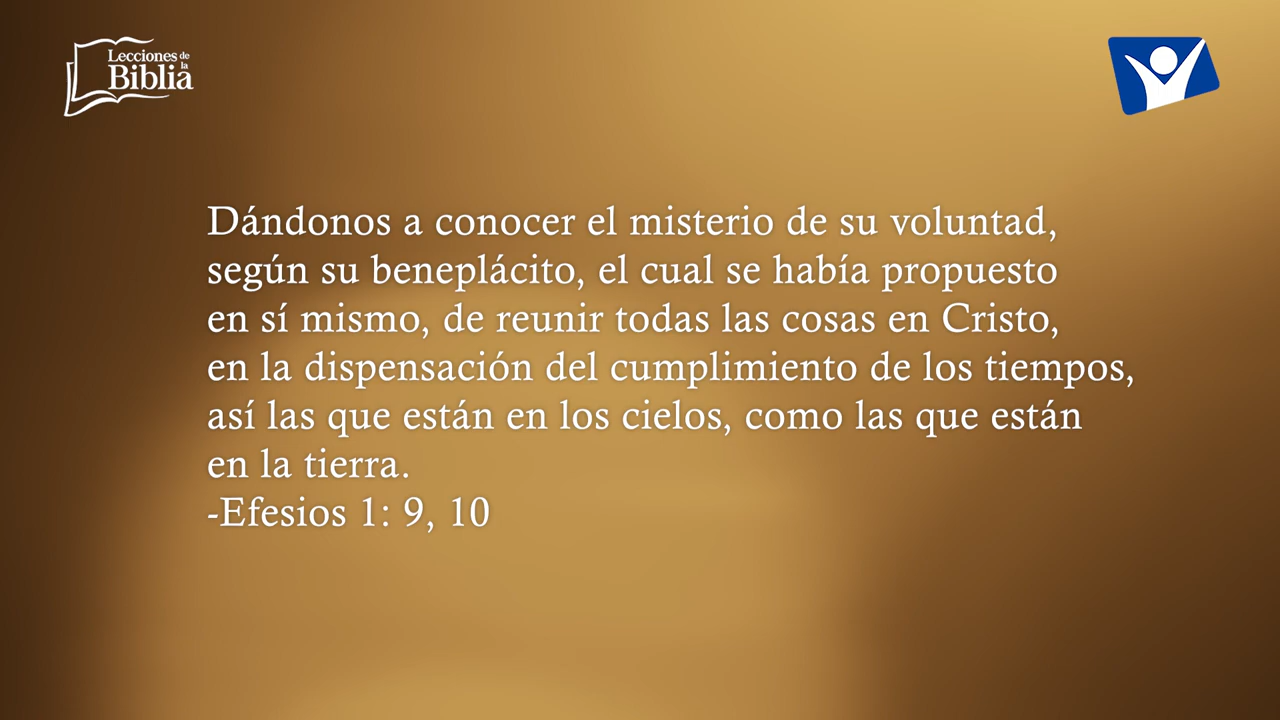 Lecciones de
la
Biblia
Dándonos a conocer el misterio de su voluntad,
según su beneplácito, el cual se había propuesto
en sí mismo, de reunir todas las cosas en Cristo,
en la dispensación del cumplimiento de los tiempos,
así las que están en los cielos, como las que están
en la tierra.
-Efesios 1: 9, 10